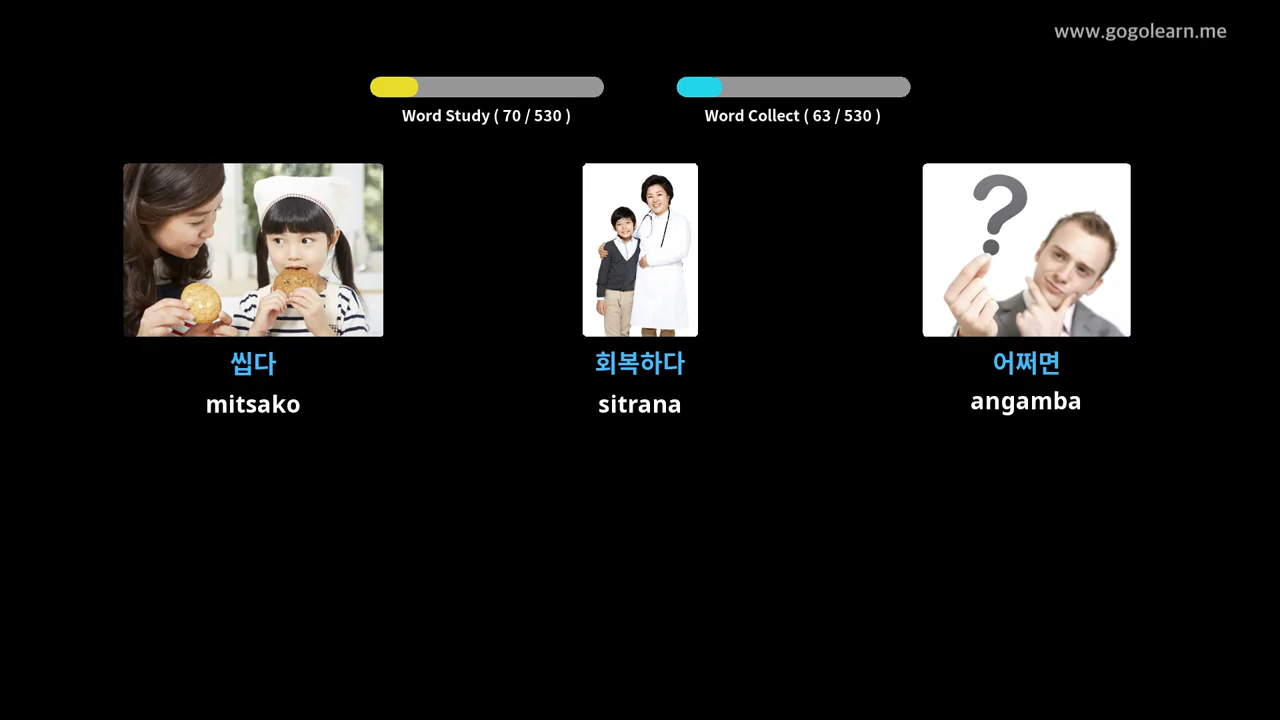 www.gogolearn.me
Word Study ( 70 / 530 )
Word Collect ( 63 / 530 )
씹다
mitsako
회복하다
sitrana
어쩌면
angamba